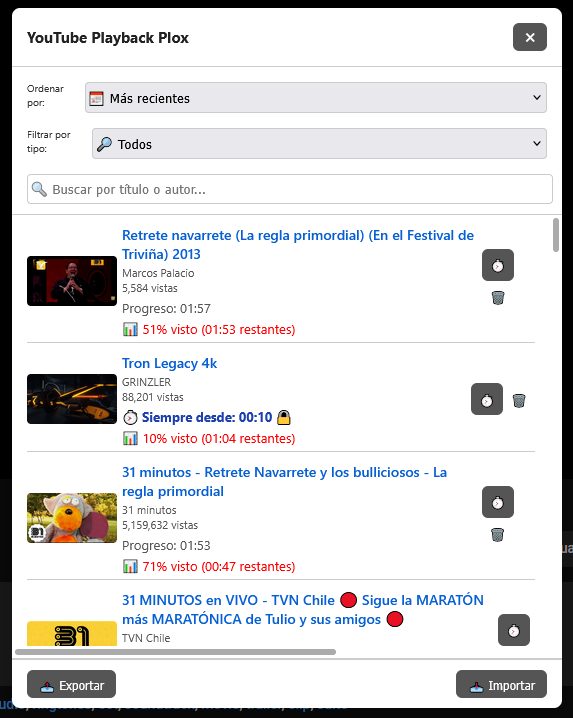 YouTube Playback Plox
Ordenar
por:
Más recientes
Filtrar por
tipo:
Todos
Buscar por título o autor...
Retrete navarrete (La regla primordial) (En el Festival de
Triviña) 2013
Marcos Palacio
5,584 vistas
Progreso: 01:57
51% visto (01:53 restantes)
Tron Legacy 4k
GRINZLER
88,201 vistas
Siempre desde: 00:10
10% visto (01:04 restantes)
31 minutos - Retrete Navarrete y los bulliciosos - La
regla primordial
31 minutos
5,159,632 vistas
Progreso: 01:53
71% visto (00:47 restantes)
31 MINUTOS en VIVO - TVN Chile 🔴 Sigue la MARATÓN
más MARATÓNICA de Tulio y sus amigos 🔴
TVN Chile
31
Exportar
Importar